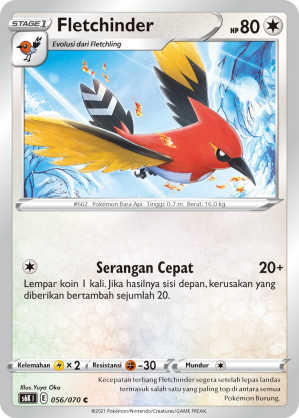 STAGE 1 Fletchinder HP 80
Evolusi dari Fletchling
#662 Pokémon Bara Api Tinggi: 0.7 m Berat: 16.0 kg
Serangan Cepat 20+
Lempar koin 1 kali. Jika hasilnya sisi depan, kerusakan yang
diberikan bertambah sejumlah 20.
Kelemahan × 2 Resistansi -30 Mundur
Illus. Yuya Oka
s6K I E 056/070 C
Kecepatan terbang Fletchinder segera setelah lepas landas
termasuk salah satu yang paling top di antara
Pokémon Burung.
©2021 Pokémon/Nintendo/Creatures/GAME FREAK